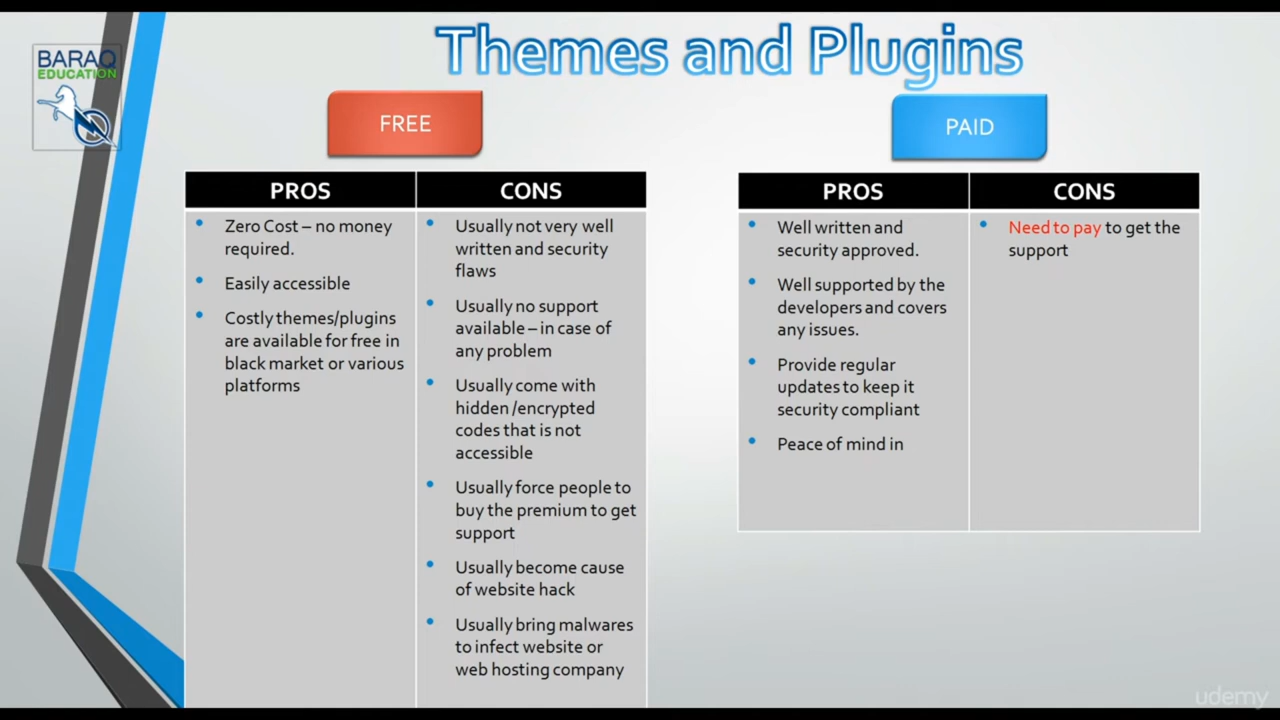 Themes and Plugins
BARAQ
EDUCATION
FREE
PROS
CONS
Zero Cost – no money
required.
Easily accessible
Costly themes/plugins
are available for free in
black market or various
platforms
Usually not very well
written and security
flaws
Usually no support
available – in case of
any problem
Usually come with
hidden /encrypted
codes that is not
accessible
Usually force people to
buy the premium to get
support
Usually become cause
of website hack
Usually bring malwares
to infect website or
web hosting company
PAID
PROS
CONS
Well written and
security approved.
Well supported by the
developers and covers
any issues.
Provide regular
updates to keep it
security compliant
Peace of mind in
Need to pay to get the
support
udemy